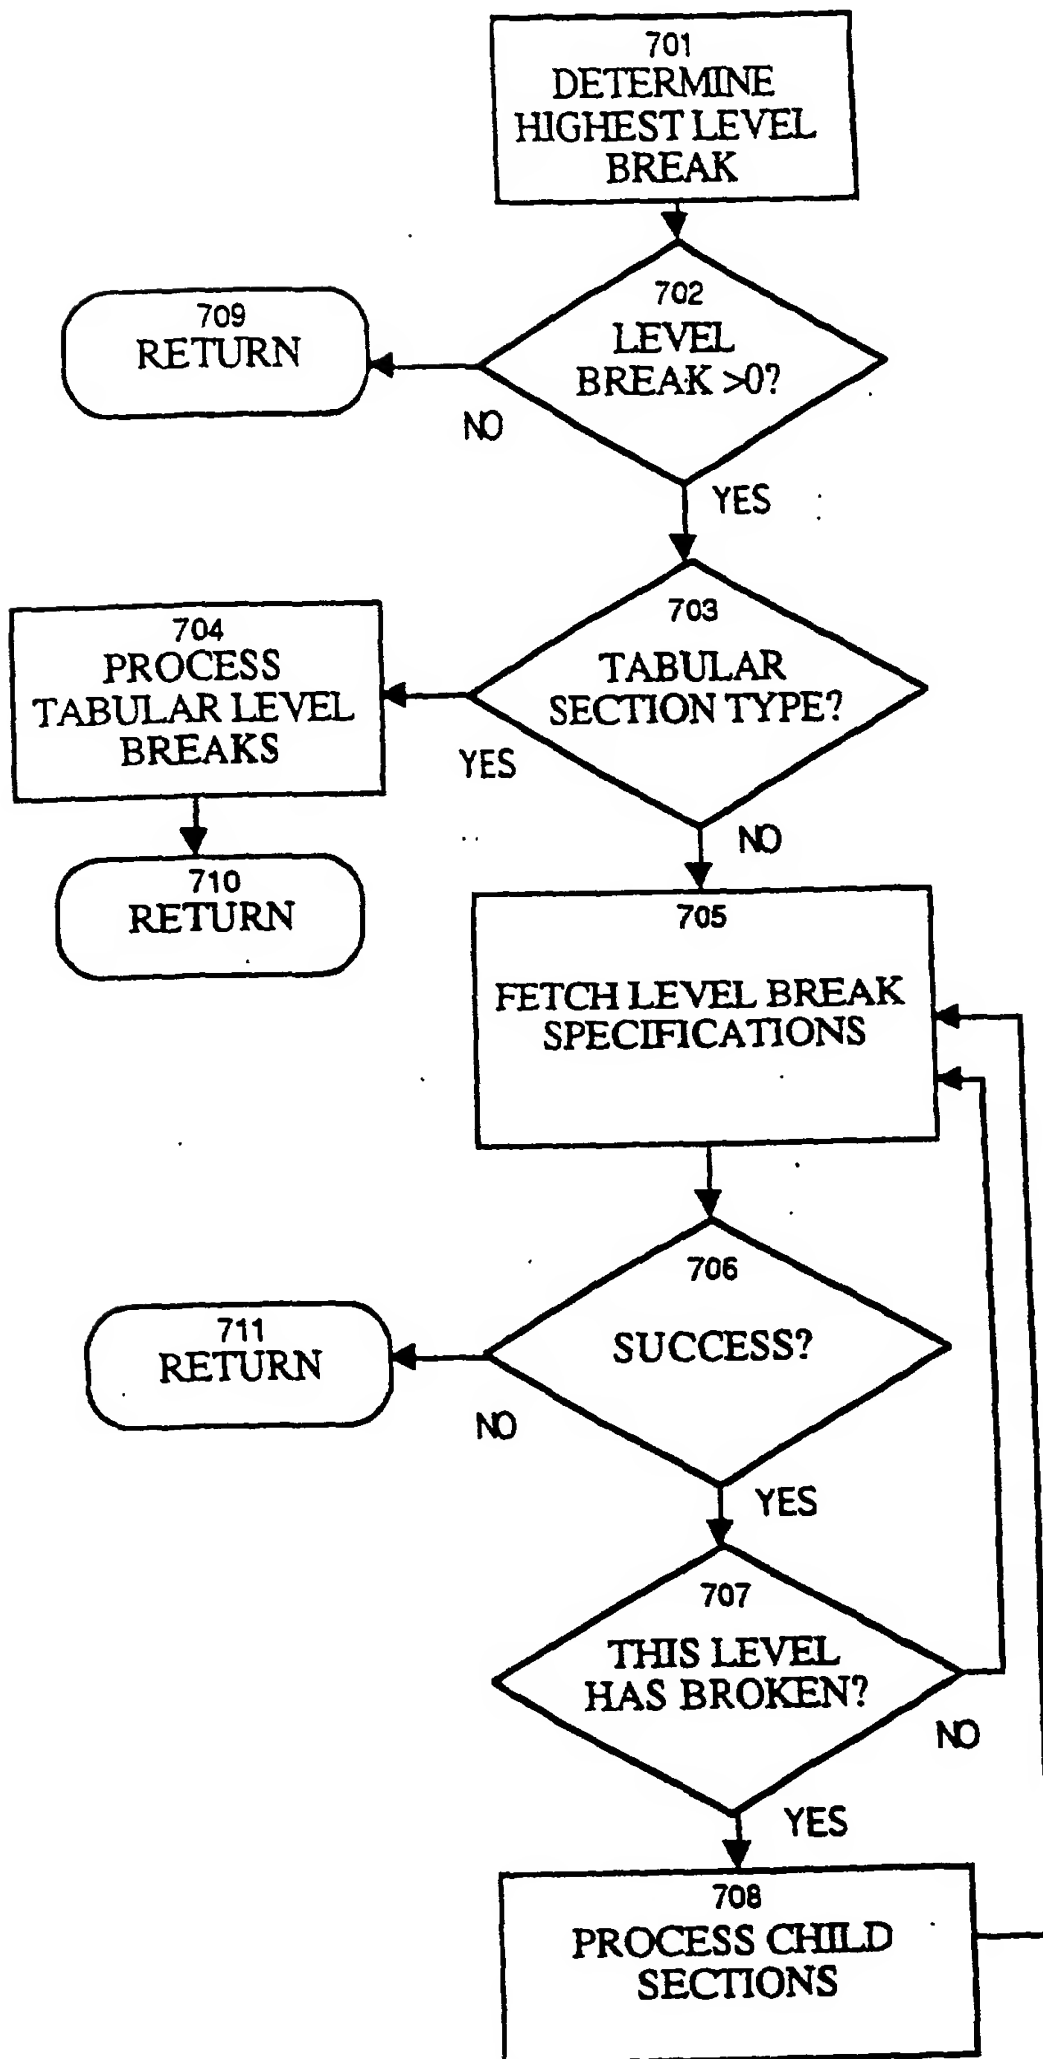 701
DETERMINE
HIGHEST LEVEL
BREAK
702
LEVEL
BREAK >0?
709
RETURN
NO
YES
703
TABULAR
SECTION TYPE?
704
PROCESS
TABULAR LEVEL
BREAKS
YES
NO
710
RETURN
705
FETCH LEVEL BREAK
SPECIFICATIONS
706
SUCCESS?
711
RETURN
NO
YES
707
THIS LEVEL
HAS BROKEN?
NO
YES
708
PROCESS CHILD
SECTIONS